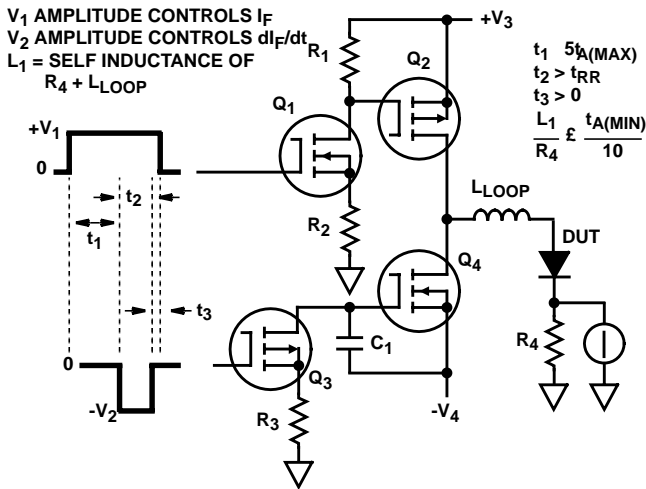 V1 AMPLITUDE CONTROLS IF
V2 AMPLITUDE CONTROLS dIF/dt
L1 = SELF INDUCTANCE OF
R4 + LLOOP
+V3
R1
Q2
t1 5tA(MAX)
t2 > tRR
t3 > 0
L1
R4
£
tA(MIN)
10
Q1
+V1
0
t2
t1
t3
R2
LLOOP
DUT
Q4
C1
R4
Q3
R3
0
-V2
-V4